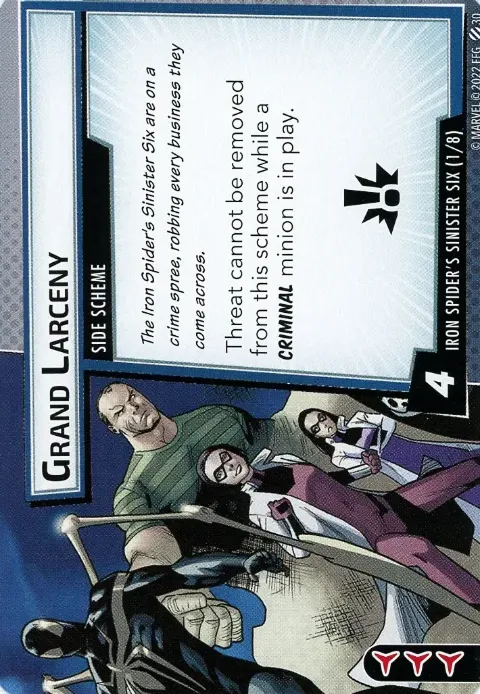 GRAND LARCENY
SIDE SCHEME
The Iron Spider's Sinister Six are on a
crime spree, robbing every business they
come across.
Threat cannot be removed
from this scheme while a
CRIMINAL minion is in play.
4
IRON SPIDER'S SINISTER SIX (1/8)
© MARVEL © 2022 FFG 30